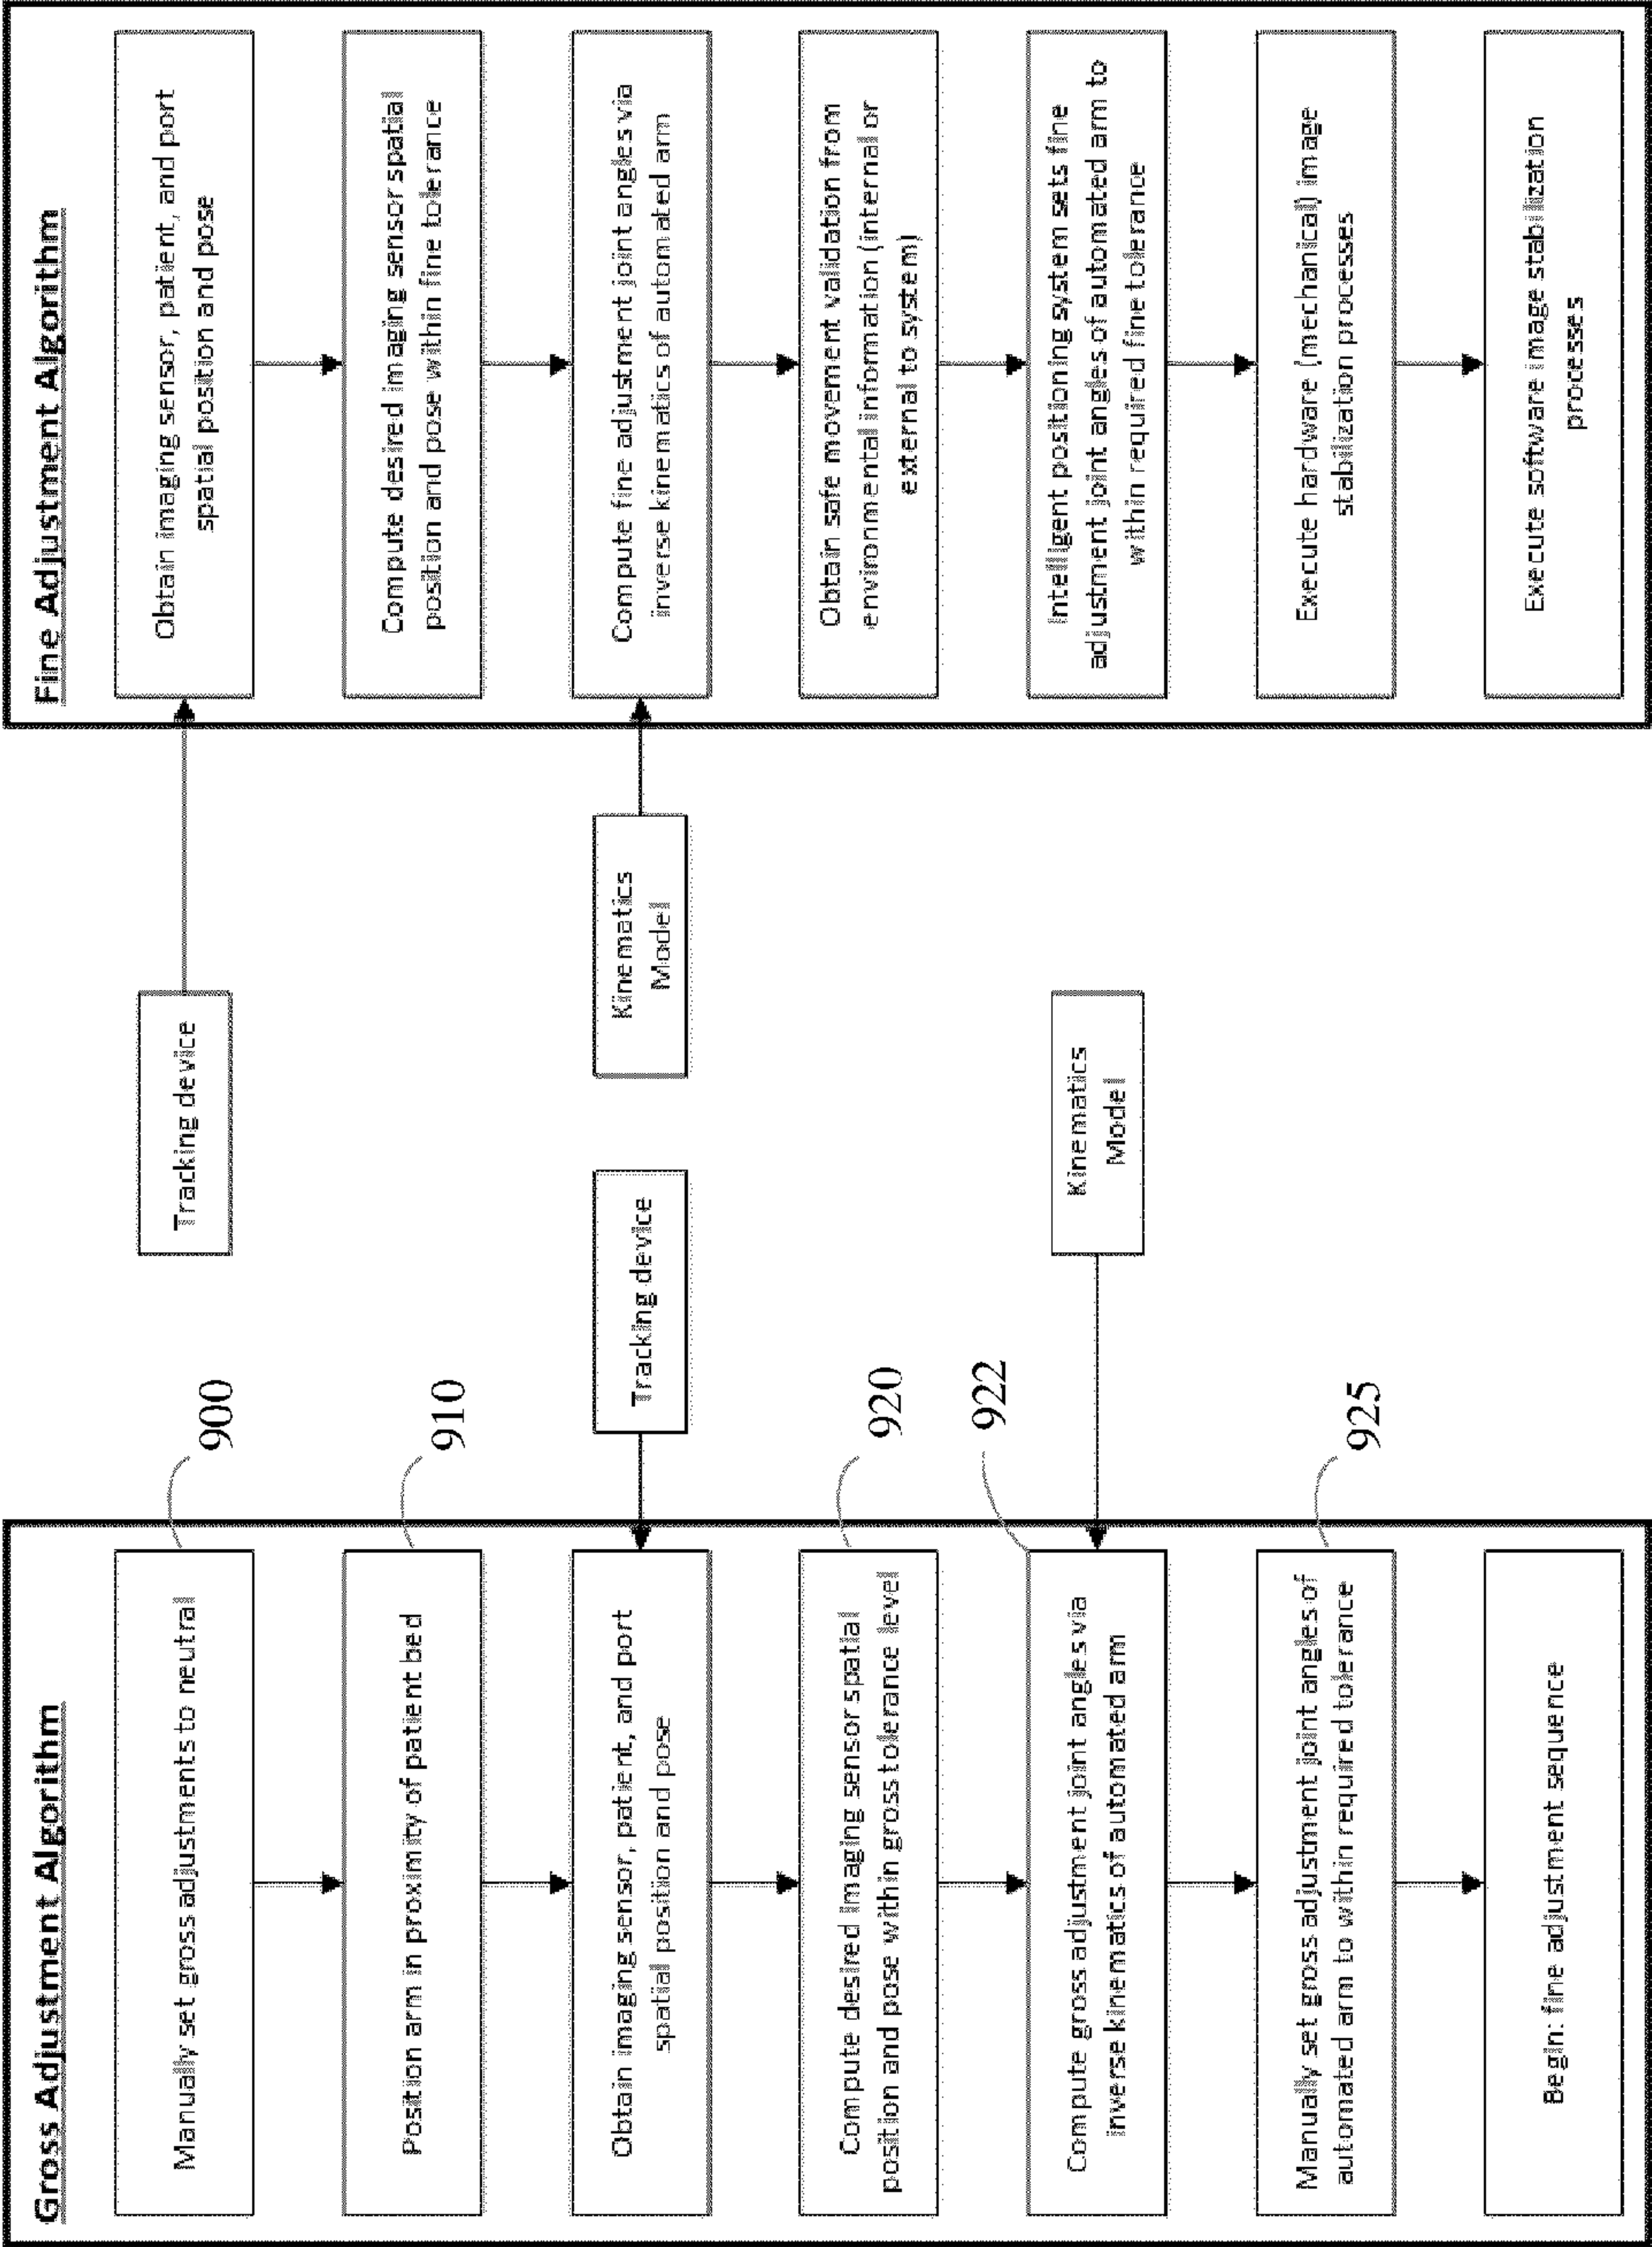 Gross Adjustment Algorithm
Manually set gross adjustments to neutral
900
Position arm in proximity of patient bed
910
Obtain imaging sensor, patient, and port
spatial position and pose
Tracking device
Compute desired imaging sensor spatial
position and pose within gross tolerance level
920
Compute gross adjustment joint angles via
inverse kinematics of automated arm
922
Kinematics
Model
Manually set gross adjustment joint angles of
automated arm to within required tolerance
925
Begin: fine adjustment sequence
Fine Adjustment Algorithm
Tracking device
Obtain imaging sensor, patient, and port
spatial position and pose
Compute desired imaging sensor spatial
position and pose within fine tolerance
Kinematics
Model
Compute fine adjustment joint angles via
inverse kinematics of automated arm
Obtain safe movement validation from
environmental information (internal or
external to system)
Intelligent positioning system sets fine
adjustment joint angles of automated arm to
within required fine tolerance
Execute hardware (mechanical) image
stabilization processes
Execute software image stabilization
processes